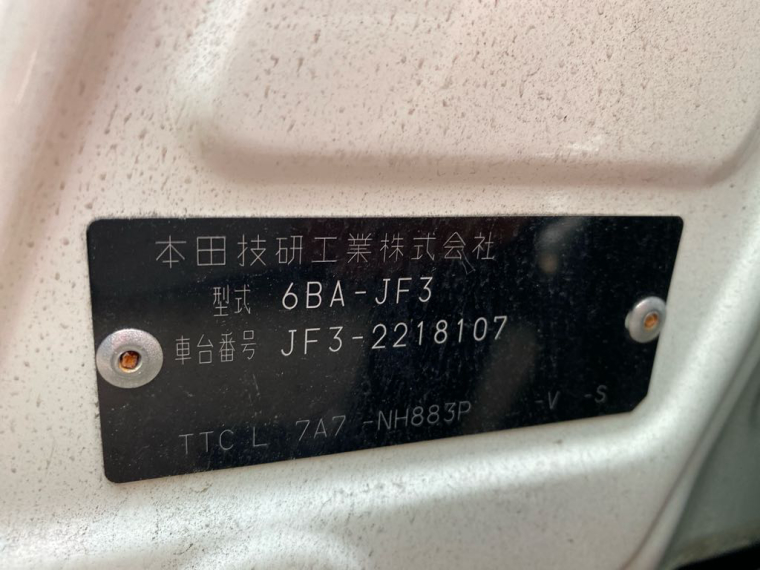 本田技研工業株式会社
型式 6BA-JF3
車台番号 JF3-2218107
TTC L 7A7 -NH883P -V -S